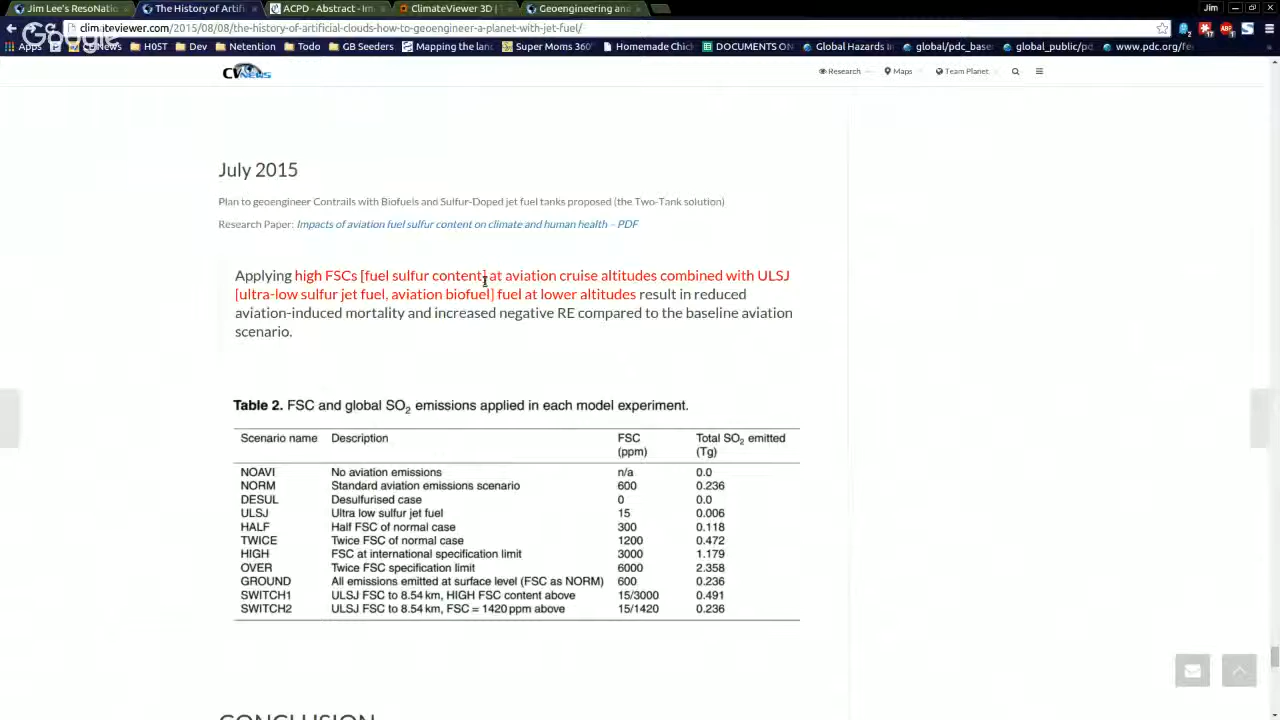 Jim Lee's ResoNati
The History of Artifi
ACPD - Abstract - Im
ClimateViewer 3D |
Geoengineering and
Jim
climateviewer.com/2015/08/08/the-history-of-artificial-clouds-how-to-geoengineer-a-planet-with-jet-fuel/
Google
Apps
H0ST
Dev
Netention
Todo
GB Seeders
Mapping the lan
Super Moms 360°
Homemade Chick
DOCUMENTS ON
Global Hazards In
global/pdc_base
global_public/pd
www.pdc.org/fe
CV NEWS
Research
Maps
Team Planet
July 2015
Plan to geoengineer Contrails with Biofuels and Sulfur-Doped jet fuel tanks proposed (the Two-Tank solution)
Research Paper: Impacts of aviation fuel sulfur content on climate and human health – PDF
Applying high FSCs [fuel sulfur content] at aviation cruise altitudes combined with ULSJ
[ultra-low sulfur jet fuel, aviation biofuel] fuel at lower altitudes result in reduced
aviation-induced mortality and increased negative RE compared to the baseline aviation
scenario.
Table 2. FSC and global SO2 emissions applied in each model experiment.
Scenario name Description FSC (ppm) Total SO2 emitted (Tg)
NOAVI No aviation emissions n/a 0.0
NORM Standard aviation emissions scenario 600 0.236
DESUL Desulfurised case 0 0.0
ULSJ Ultra low sulfur jet fuel 15 0.006
HALF Half FSC of normal case 300 0.118
TWICE Twice FSC of normal case 1200 0.472
HIGH FSC at international specification limit 3000 1.179
OVER Twice FSC specification limit 6000 2.358
GROUND All emissions emitted at surface level (FSC as NORM) 600 0.236
SWITCH1 ULSJ FSC to 8.54 km, HIGH FSC content above 15/3000 0.491
SWITCH2 ULSJ FSC to 8.54 km, FSC = 1420 ppm above 15/1420 0.236
CONCLUSION